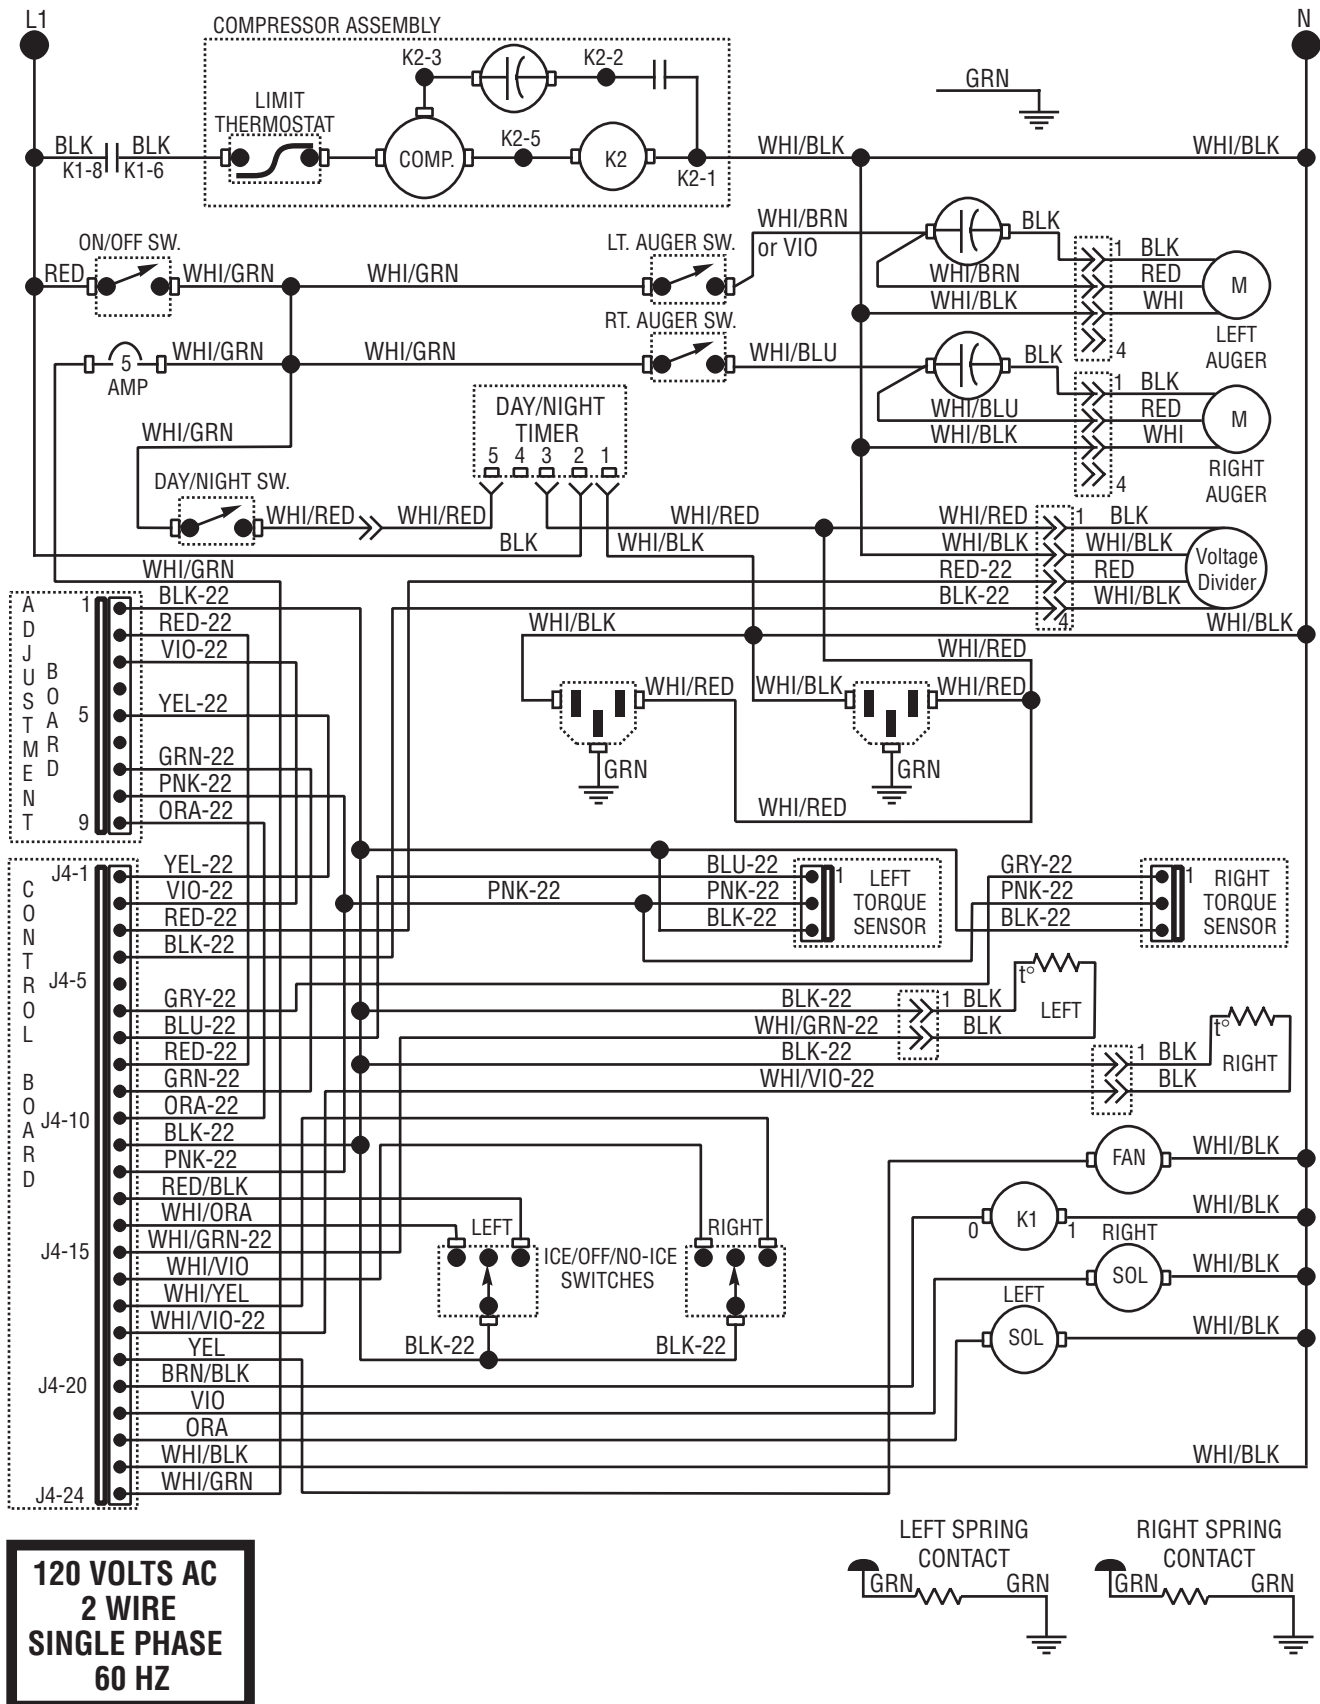 L1
N
COMPRESSOR ASSEMBLY
K2-3
K2-2
GRN
LIMIT
THERMOSTAT
BLK
BLK
K1-8
K1-6
COMP.
K2-5
K2
K2-1
WHI/BLK
WHI/BLK
ON/OFF SW.
RED
WHI/GRN
WHI/GRN
LT. AUGER SW.
WHI/BRN
or VIO
BLK
WHI/BRN
WHI/BLK
1
BLK
RED
WHI
4
M
LEFT
AUGER
5
AMP
WHI/GRN
WHI/GRN
RT. AUGER SW.
WHI/BLU
BLK
WHI/BLU
WHI/BLK
1
BLK
RED
WHI
4
M
RIGHT
AUGER
DAY/NIGHT
TIMER
5 4 3 2 1
WHI/GRN
DAY/NIGHT SW.
WHI/RED
WHI/RED
WHI/RED
WHI/RED
1
BLK
BLK
WHI/BLK
WHI/BLK
WHI/BLK
RED-22
RED
BLK-22
WHI/BLK
4
Voltage
Divider
WHI/GRN
WHI/BLK
WHI/BLK
WHI/RED
WHI/RED
WHI/BLK
WHI/RED
GRN
GRN
WHI/RED
ADJUSTMENT
BOARD
1
BLK-22
RED-22
VIO-22
5
YEL-22
GRN-22
PNK-22
9
ORA-22
CONTROL BOARD
J4-1
YEL-22
VIO-22
RED-22
BLK-22
J4-5
GRY-22
BLU-22
RED-22
GRN-22
J4-10
ORA-22
BLK-22
PNK-22
RED/BLK
WHI/ORA
J4-15
WHI/GRN-22
WHI/VIO
WHI/YEL
WHI/VIO-22
YEL
J4-20
BRN/BLK
VIO
ORA
WHI/BLK
J4-24
WHI/GRN
PNK-22
BLU-22
PNK-22
BLK-22
1
LEFT
TORQUE
SENSOR
GRY-22
PNK-22
BLK-22
1
RIGHT
TORQUE
SENSOR
BLK-22
1
BLK
t°
LEFT
WHI/GRN-22
BLK
BLK-22
1
BLK
t°
RIGHT
WHI/VIO-22
BLK
FAN
WHI/BLK
0
K1
1
WHI/BLK
RIGHT
SOL
WHI/BLK
LEFT
SOL
WHI/BLK
LEFT
RIGHT
ICE/OFF/NO-ICE
SWITCHES
BLK-22
BLK-22
WHI/BLK
LEFT SPRING
CONTACT
GRN
GRN
RIGHT SPRING
CONTACT
GRN
GRN
120 VOLTS AC
2 WIRE
SINGLE PHASE
60 HZ